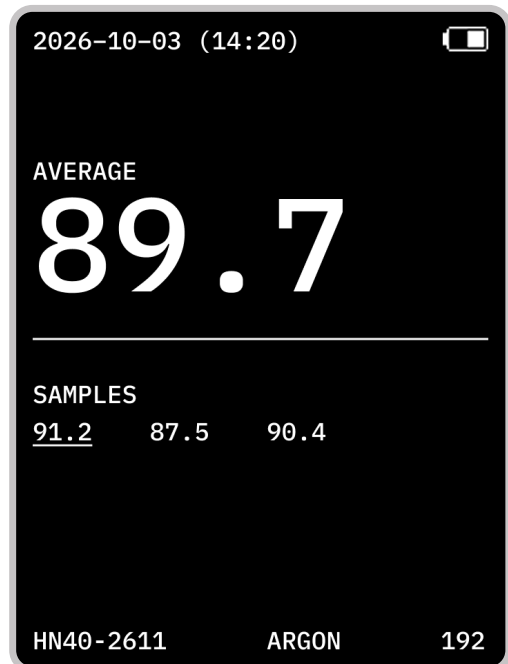 2026-10-03 (14:20)
AVERAGE
89.7
SAMPLES
91.2 87.5 90.4
HN40-2611 ARGON 192